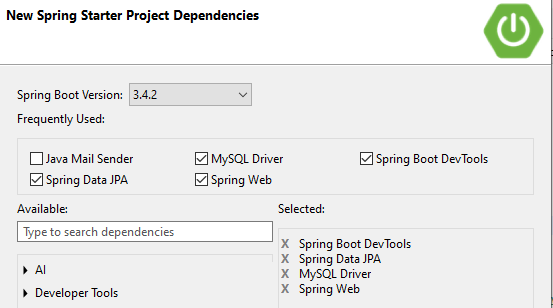 New Spring Starter Project Dependencies
Spring Boot Version: 3.4.2
Frequently Used:
Java Mail Sender MySQL Driver Spring Boot DevTools
Spring Data JPA Spring Web
Available: Selected:
Type to search dependencies X Spring Boot DevTools
X Spring Data JPA
AI X MySQL Driver
Developer Tools X Spring Web